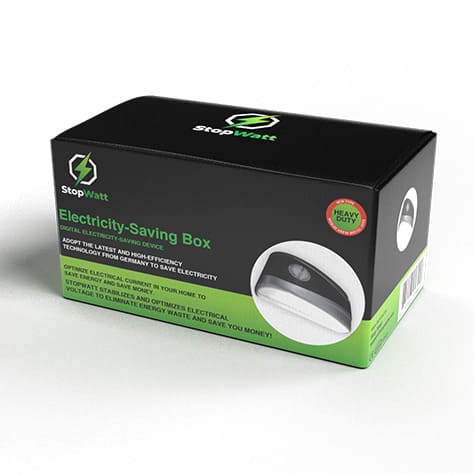 StopWatt
StopWatt
Electricity-Saving Box
DIGITAL ELECTRICITY-SAVING DEVICE
ADOPT THE LATEST AND HIGH-EFFICIENCY
TECHNOLOGY FROM GERMANY TO SAVE ELECTRICITY
OPTIMIZE ELECTRICAL CURRENT IN YOUR HOME TO
SAVE ENERGY AND SAVE MONEY
STOPWATT STABILIZES AND OPTIMIZES ELECTRICAL
VOLTAGE TO ELIMINATE ENERGY WASTE AND SAVE YOU MONEY!
HEAVY
DUTY